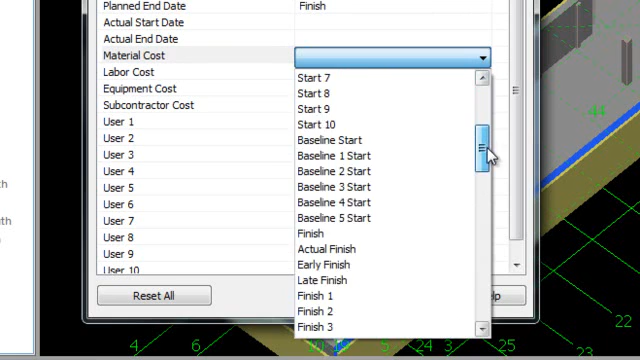 Planned End Date Finish
Actual Start Date
Actual End Date
Material Cost
Labor Cost
Equipment Cost
Subcontractor Cost
User 1
User 2
User 3
User 4
User 5
User 6
User 7
User 8
User 9
User 10
Start 7
Start 8
Start 9
Start 10
Baseline Start
Baseline 1 Start
Baseline 2 Start
Baseline 3 Start
Baseline 4 Start
Baseline 5 Start
Finish
Actual Finish
Early Finish
Late Finish
Finish 1
Finish 2
Finish 3
Reset All
44
22
23
4 6 5 24 3 25